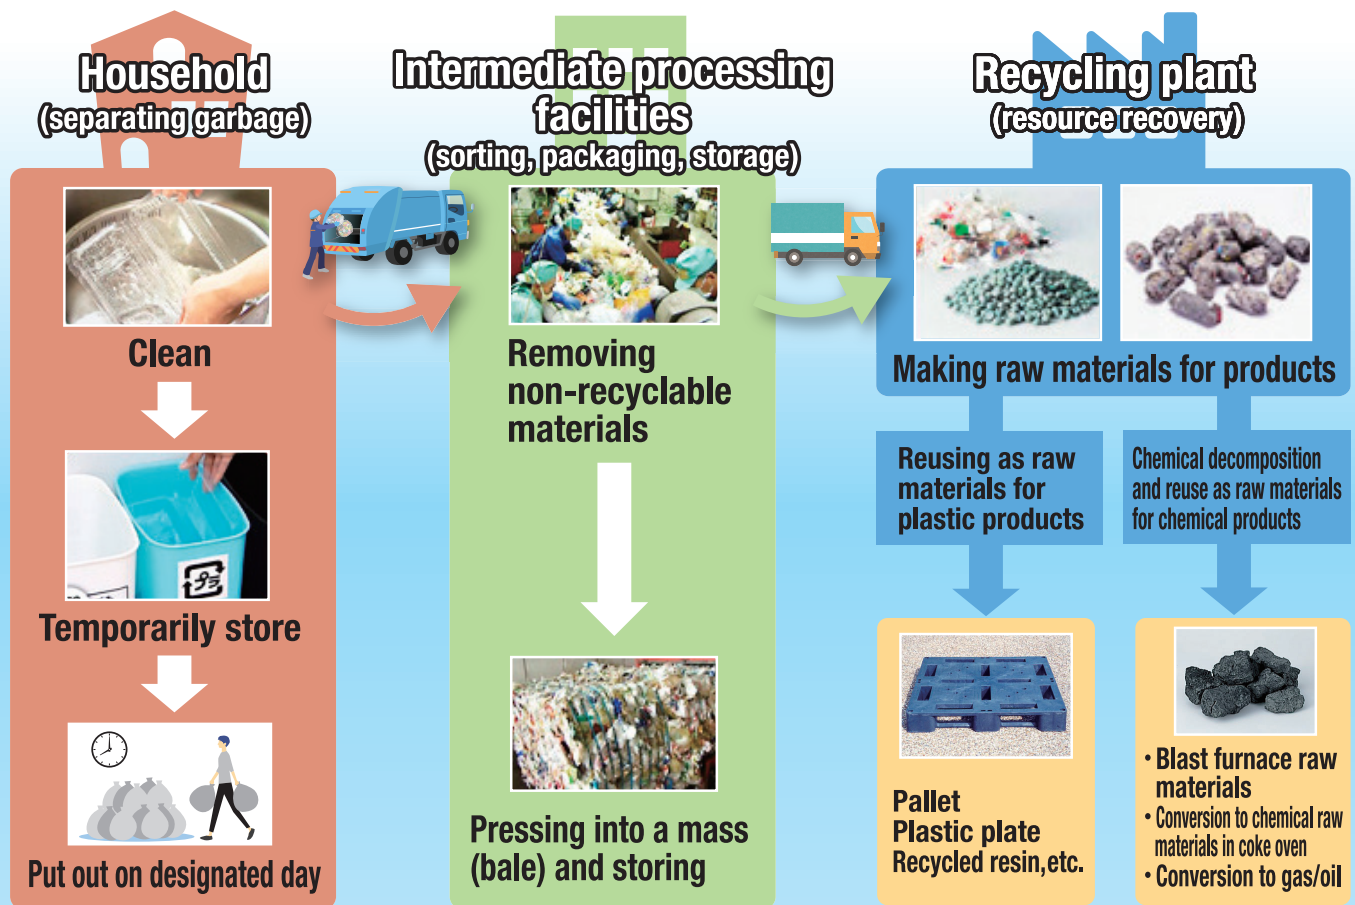 Household
(separating garbage)
Clean
Temporarily store
プラ
Put out on designated day
Intermediate processing
facilities
(sorting, packaging, storage)
Removing
non-recyclable
materials
Pressing into a mass
(bale) and storing
Recycling plant
(resource recovery)
Making raw materials for products
Reusing as raw
materials for
plastic products
Pallet
Plastic plate
Recycled resin,etc.
Chemical decomposition
and reuse as raw materials
for chemical products
・Blast furnace raw
materials
・Conversion to chemical raw
materials in coke oven
・Conversion to gas/oil